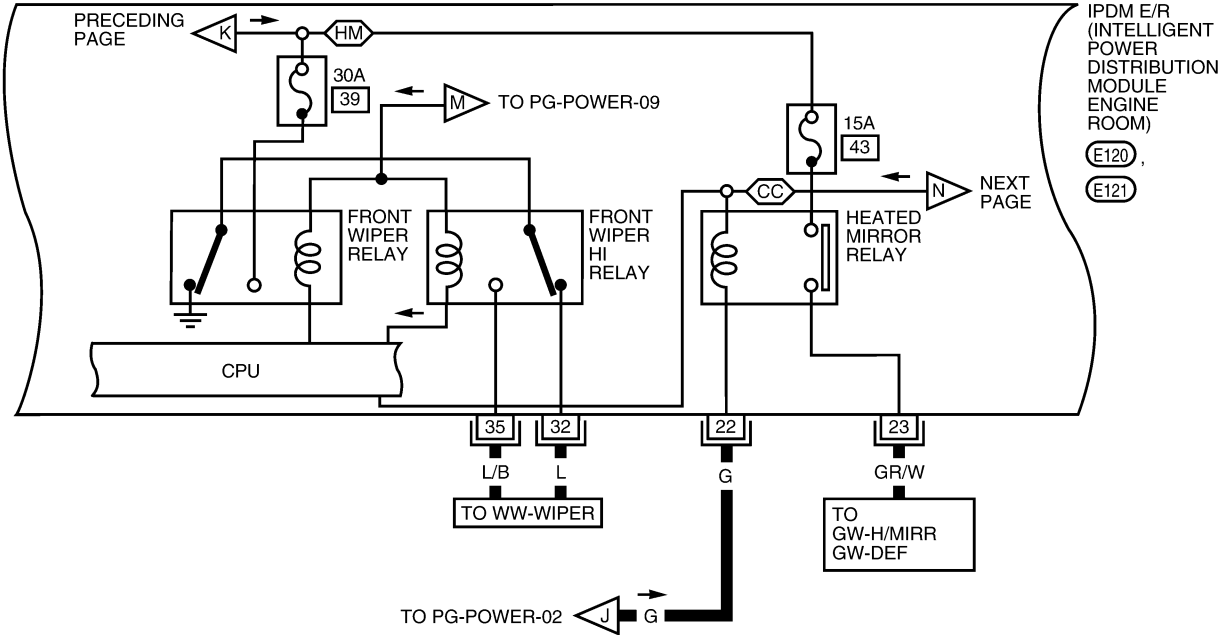 PRECEDING
PAGE
K
HM
30A
39
M
TO PG-POWER-09
15A
43
CC
N
NEXT
PAGE
IPDM E/R
(INTELLIGENT
POWER
DISTRIBUTION
MODULE
ENGINE
ROOM)
E120 ,
E121
FRONT
WIPER
RELAY
FRONT
WIPER
HI
RELAY
HEATED
MIRROR
RELAY
CPU
35
32
22
23
L/B
L
G
GR/W
TO WW-WIPER
TO
GW-H/MIRR
GW-DEF
TO PG-POWER-02
J
G